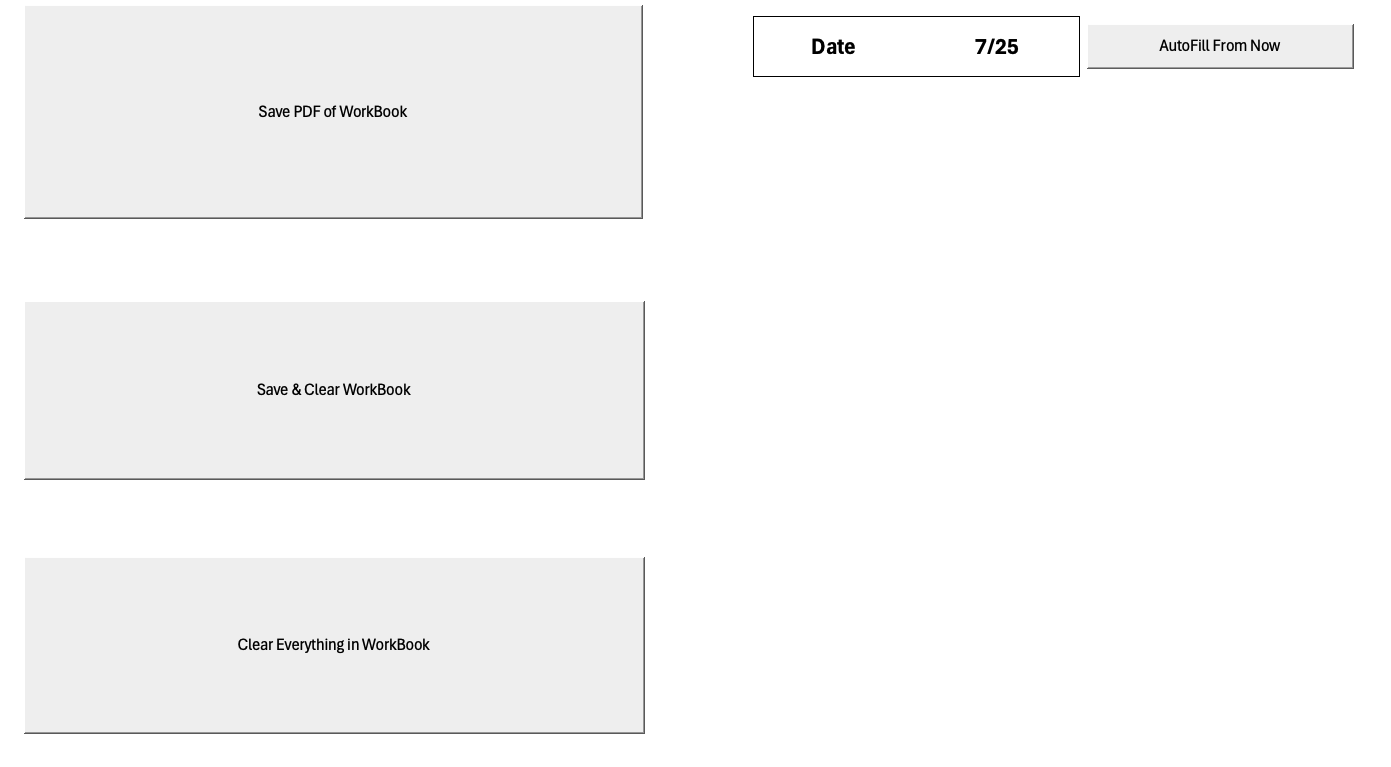 Save PDF of WorkBook
Date 7/25
AutoFill From Now
Save & Clear WorkBook
Clear Everything in WorkBook